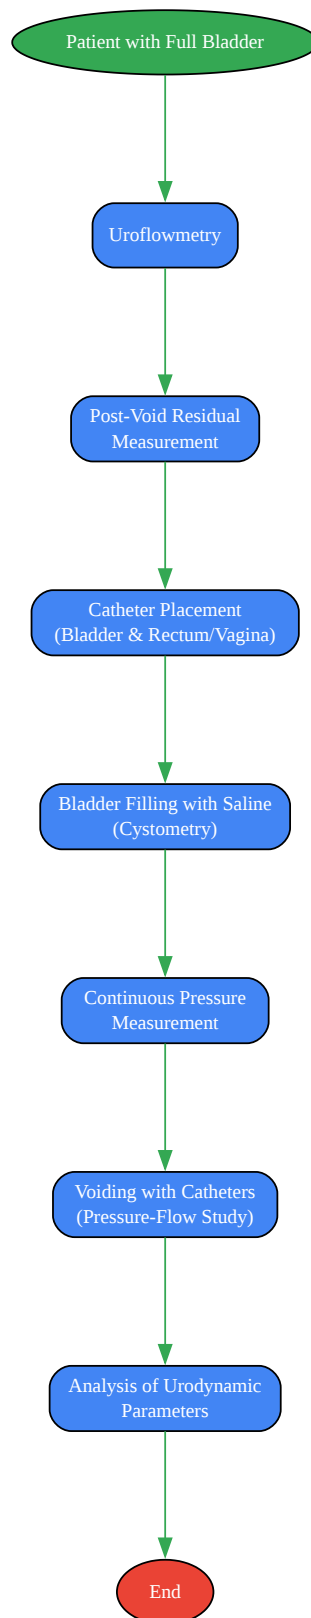 Patient with Full Bladder
Uroflowmetry
Post-Void Residual
Measurement
Catheter Placement
(Bladder & Rectum/Vagina)
Bladder Filling with Saline
(Cystometry)
Continuous Pressure
Measurement
Voiding with Catheters
(Pressure-Flow Study)
Analysis of Urodynamic
Parameters
End